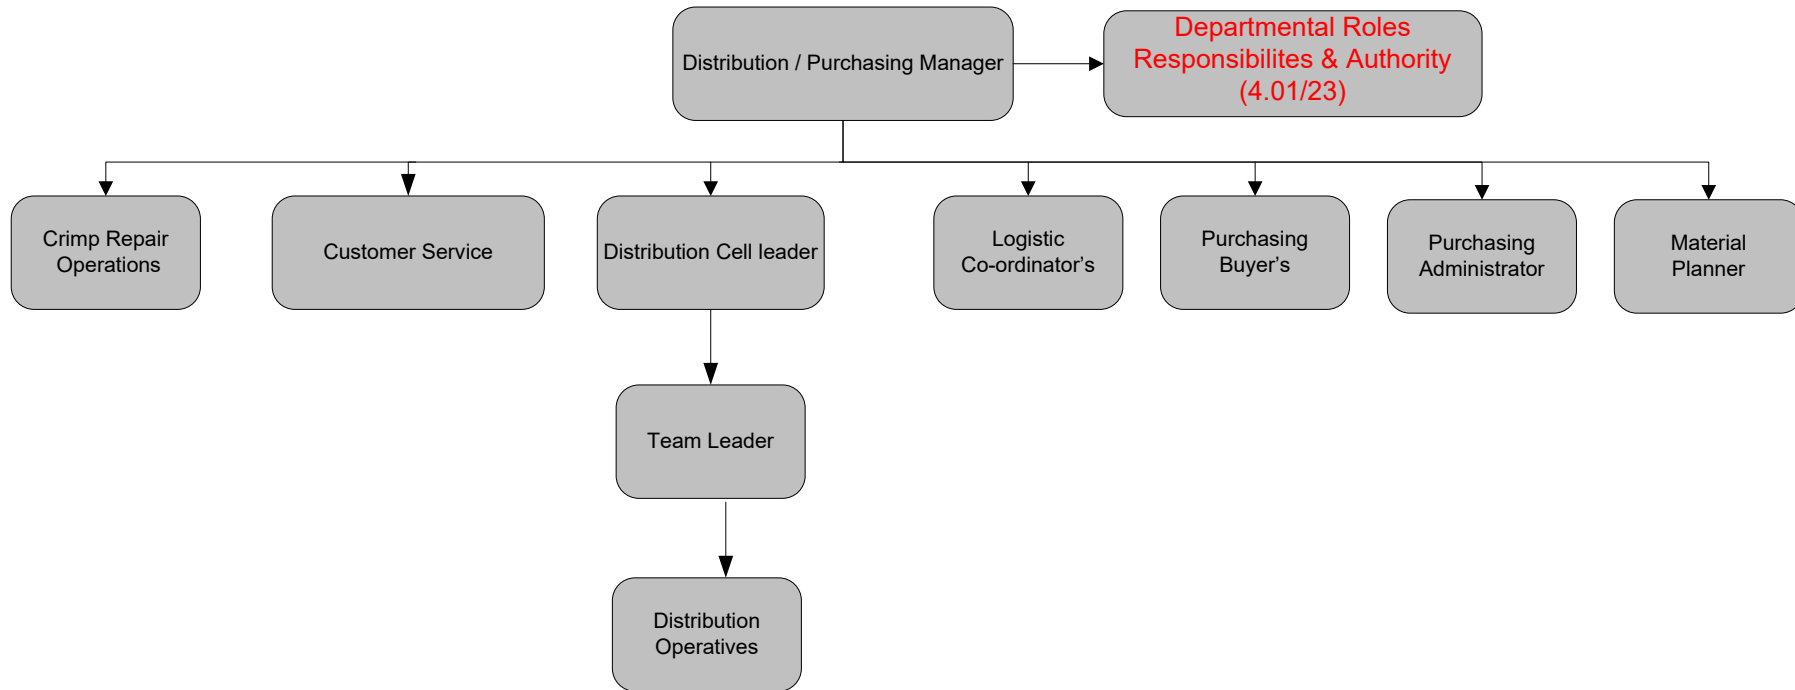 Distribution / Purchasing Manager
Departmental Roles
Responsibilites & Authority
(4.01/23)
Crimp Repair
Operations
Customer Service
Distribution Cell leader
Logistic
Co-ordinator’s
Purchasing
Buyer’s
Purchasing
Administrator
Material
Planner
Team Leader
Distribution
Operatives